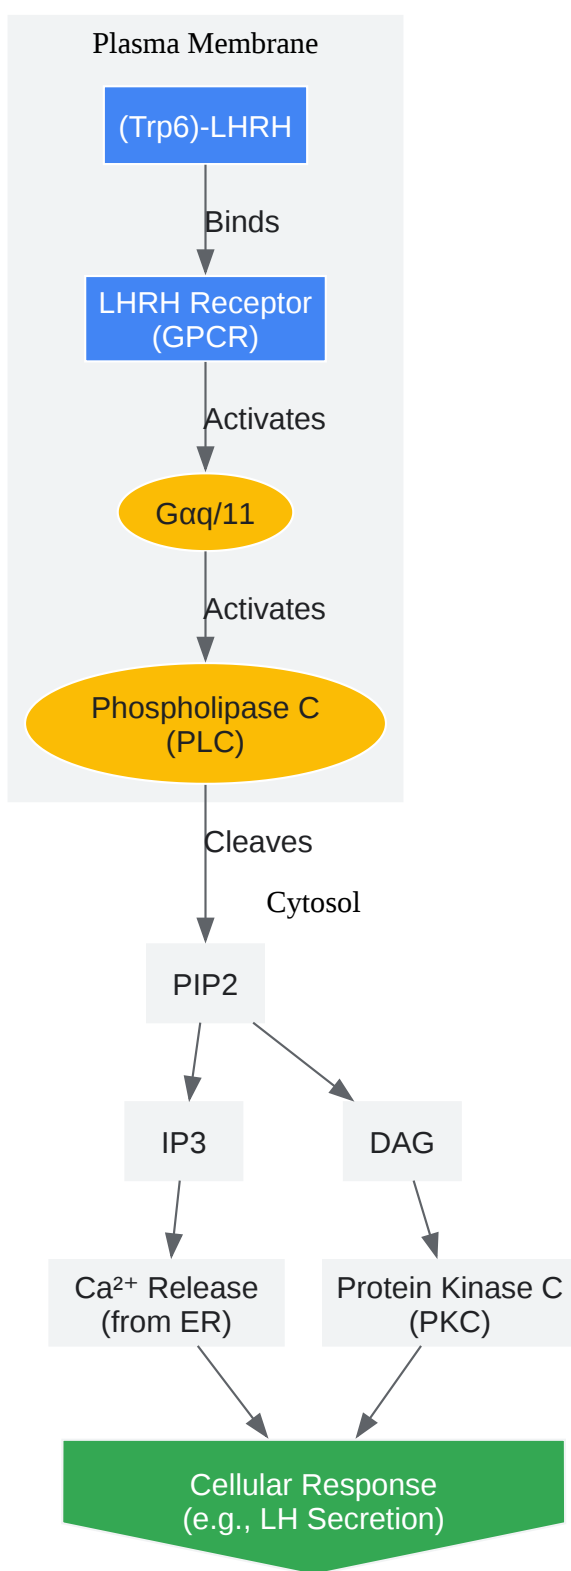 Plasma Membrane
(Trp6)-LHRH
Binds
LHRH Receptor
(GPCR)
Activates
Gαq/11
Activates
Phospholipase C
(PLC)
Cleaves
Cytosol
PIP2
IP3
DAG
Ca²⁺ Release
(from ER)
Protein Kinase C
(PKC)
Cellular Response
(e.g., LH Secretion)